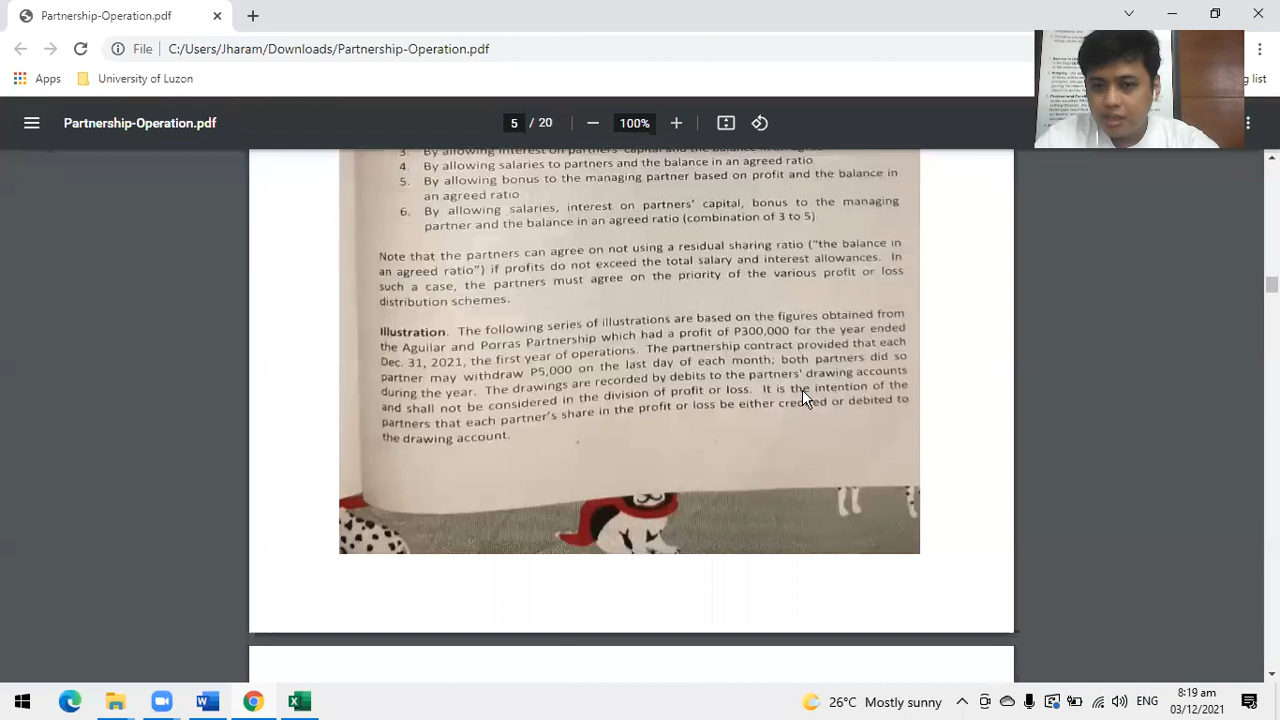 Partnership-Operation.pdf
File
C:/Users/Jharam/Downloads/Partnership-Operation.pdf
Apps
University of Luzon
ng list
Partnership-Operation.pdf
5 / 20
100%
3.
4. By allowing salaries to partners and the balance in an agreed ratio
5. By allowing bonus to the managing partner based on profit and the balance in
an agreed ratio
6. By allowing salaries, interest on partners' capital, bonus to the managing
partner and the balance in an agreed ratio (combination of 3 to 5)
Note that the partners can agree on not using a residual sharing ratio ("the balance in
an agreed ratio") if profits do not exceed the total salary and interest allowances. In
such a case, the partners must agree on the priority of the various profit or loss
distribution schemes.
Illustration. The following series of illustrations are based on the figures obtained from
the Aguilar and Porras Partnership which had a profit of P300,000 for the year ended
Dec. 31, 2021, the first year of operations. The partnership contract provided that each
partner may withdraw P5,000 on the last day of each month; both partners did so
during the year. The drawings are recorded by debits to the partners' drawing accounts
and shall not be considered in the division of profit or loss. It is the intention of the
partners that each partner's share in the profit or loss be either credited or debited to
the drawing account.
26°C Mostly sunny
ENG
8:19 am
03/12/2021